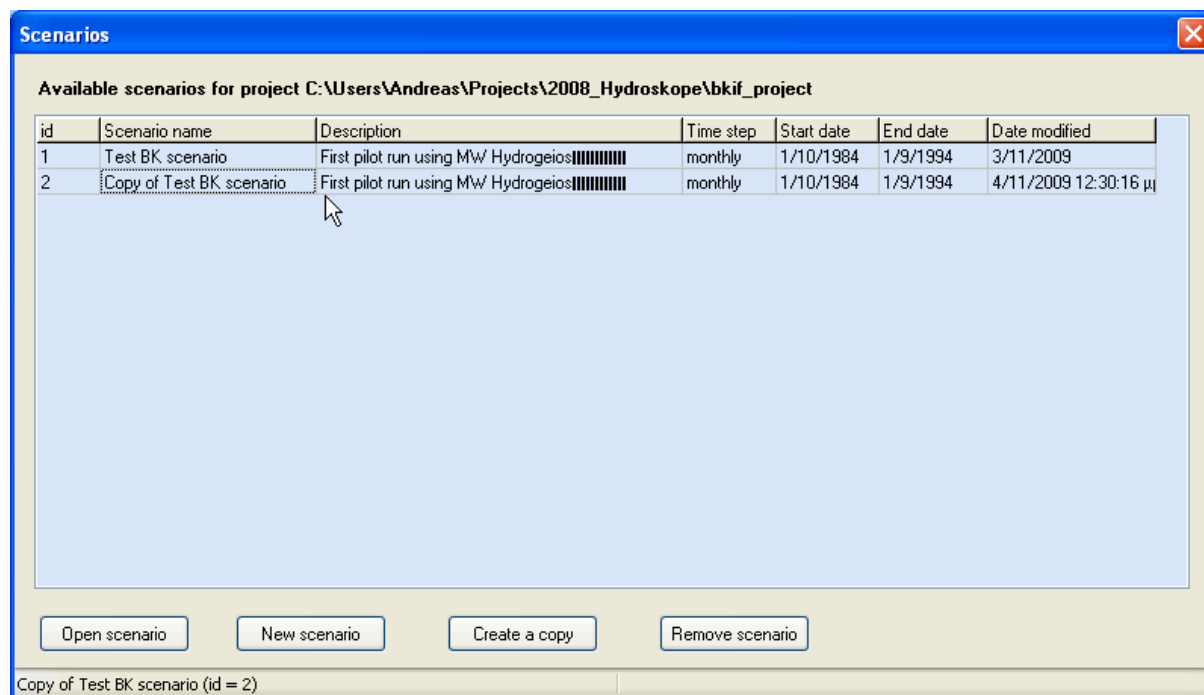 Scenarios
Available scenarios for project C:\Users\Andreas\Projects\2008_Hydroskope\bkif_project
id Scenario name Description Time step Start date End date Date modified
1 Test BK scenario First pilot run using MW Hydrogeios monthly 1/10/1984 1/9/1994 3/11/2009
2 Copy of Test BK scenario First pilot run using MW Hydrogeios monthly 1/10/1984 1/9/1994 4/11/2009 12:30:16 μμ
Open scenario New scenario Create a copy Remove scenario
Copy of Test BK scenario (id = 2)